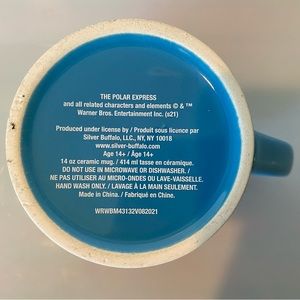 THE POLAR EXPRESS
and all related characters and elements © & ™
Warner Bros. Entertainment Inc. (s21)
Produced under license by / Produit sous licence par
Silver Buffalo, LLC, NY, NY 10018
www.silver-buffalo.com
Age 14+ / Âge 14+
14 oz ceramic mug. / 414 ml tasse en céramique.
DO NOT USE IN MICROWAVE OR DISHWASHER. /
NE PAS UTILISER AU MICRO-ONDES OU LAVE-VAISSELLE.
HAND WASH ONLY. / LAVAGE À LA MAIN SEULEMENT.
Made in China. / Fabriqué en Chine.
WRWBM43132V082021